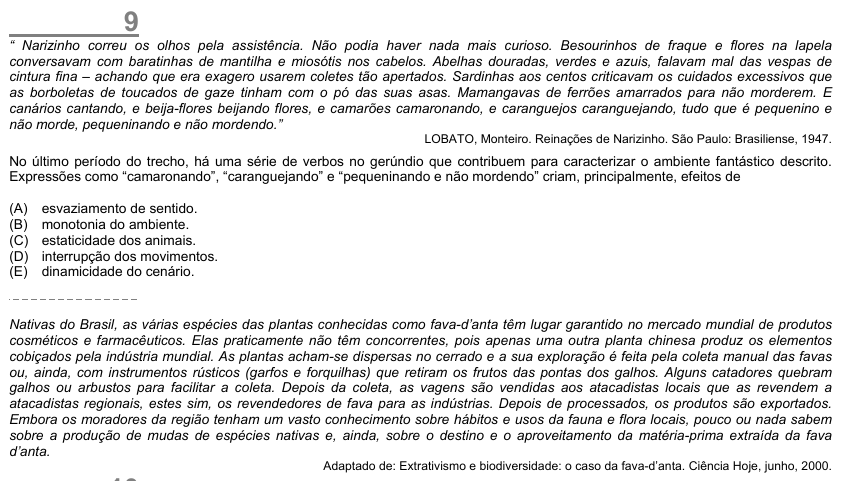 9
“ Narizinho correu os olhos pela assistência. Não podia haver nada mais curioso. Besourinhos de fraque e flores na lapela
conversavam com baratinhas de mantilha e miosótis nos cabelos. Abelhas douradas, verdes e azuis, falavam mal das vespas de
cintura fina – achando que era exagero usarem coletes tão apertados. Sardinhas aos centos criticavam os cuidados excessivos que
as borboletas de toucados de gaze tinham com o pó das suas asas. Mamangavas de ferrões amarrados para não morderem. E
canários cantando, e beija-flores beijando flores, e camarões camaronando, e caranguejos caranguejando, tudo que é pequenino e
não morde, pequeninando e não mordendo.”
LOBATO, Monteiro. Reinações de Narizinho. São Paulo: Brasiliense, 1947.
No último período do trecho, há uma série de verbos no gerúndio que contribuem para caracterizar o ambiente fantástico descrito.
Expressões como “camaronando”, “caranguejando” e “pequeninando e não mordendo” criam, principalmente, efeitos de
(A) esvaziamento de sentido.
(B) monotonia do ambiente.
(C) estaticidade dos animais.
(D) interrupção dos movimentos.
(E) dinamicidade do cenário.
Nativas do Brasil, as várias espécies das plantas conhecidas como fava-d’anta têm lugar garantido no mercado mundial de produtos
cosméticos e farmacêuticos. Elas praticamente não têm concorrentes, pois apenas uma outra planta chinesa produz os elementos
cobiçados pela indústria mundial. As plantas acham-se dispersas no cerrado e a sua exploração é feita pela coleta manual das favas
ou, ainda, com instrumentos rústicos (garfos e forquilhas) que retiram os frutos das pontas dos galhos. Alguns catadores quebram
galhos ou arbustos para facilitar a coleta. Depois da coleta, as vagens são vendidas aos atacadistas locais que as revendem a
atacadistas regionais, estes sim, os revendedores de fava para as indústrias. Depois de processados, os produtos são exportados.
Embora os moradores da região tenham um vasto conhecimento sobre hábitos e usos da fauna e flora locais, pouco ou nada sabem
sobre a produção de mudas de espécies nativas e, ainda, sobre o destino e o aproveitamento da matéria-prima extraída da fava
d’anta.
Adaptado de: Extrativismo e biodiversidade: o caso da fava-d’anta. Ciência Hoje, junho, 2000.